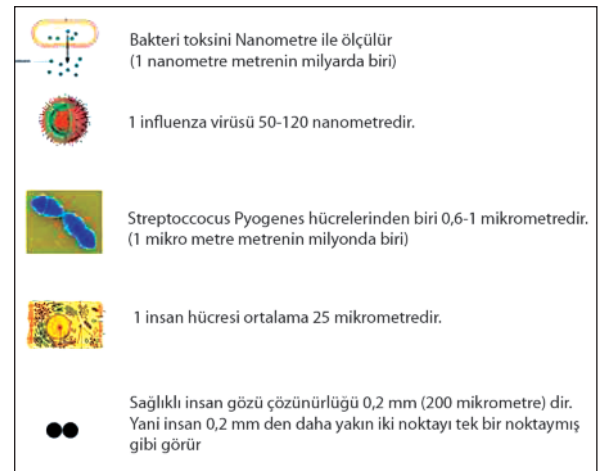 Bakteri toksini Nanometre ile ölçülür
(1 nanometre metrenin milyarda biri)
1 influenza virüsü 50-120 nanometredir.
Streptoccocus Pyogenes hücrelerinden biri 0,6-1 mikrometredir.
(1 mikro metre metrenin milyonda biri)
1 insan hücresi ortalama 25 mikrometredir.
Sağlıklı insan gözü çözünürlüğü 0,2 mm (200 mikrometre) dir.
Yani insan 0,2 mm den daha yakın iki noktayı tek bir noktaymış
gibi görür